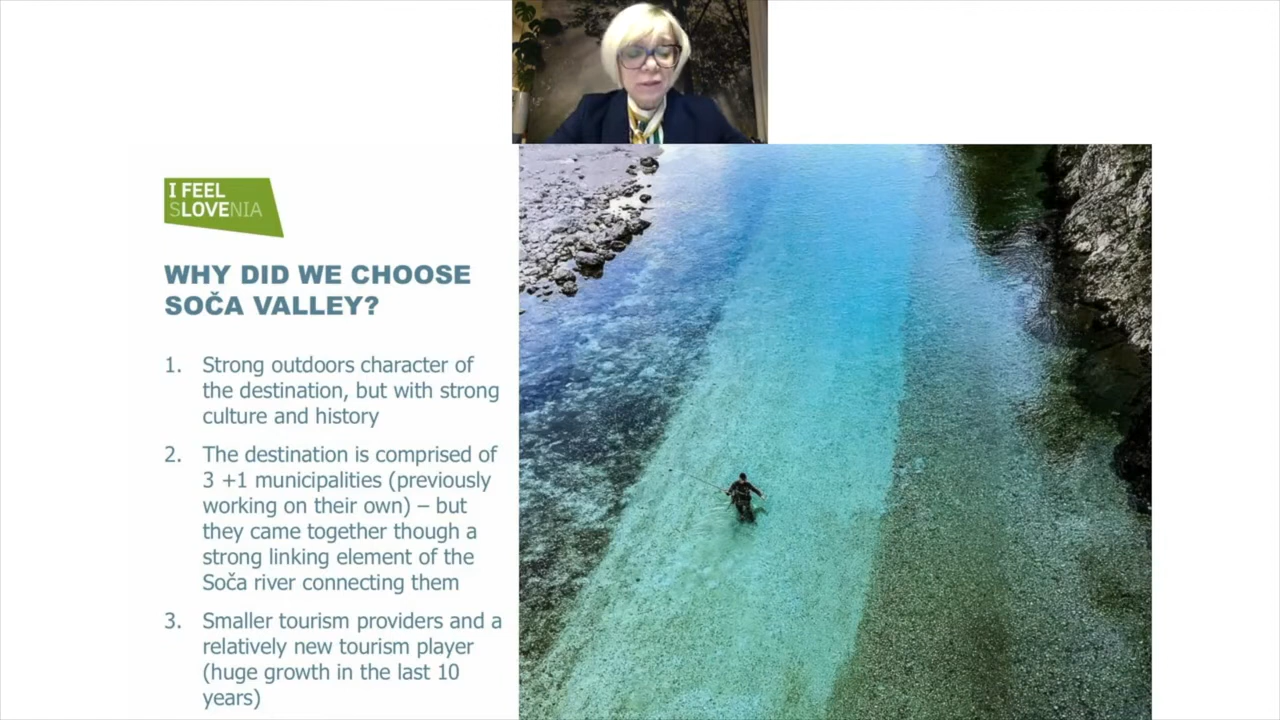 I FEEL
SLOVENIA
WHY DID WE CHOOSE
SOČA VALLEY?
1. Strong outdoors character of
the destination, but with strong
culture and history
2. The destination is comprised of
3 +1 municipalities (previously
working on their own) – but
they came together though a
strong linking element of the
Soča river connecting them
3. Smaller tourism providers and a
relatively new tourism player
(huge growth in the last 10
years)